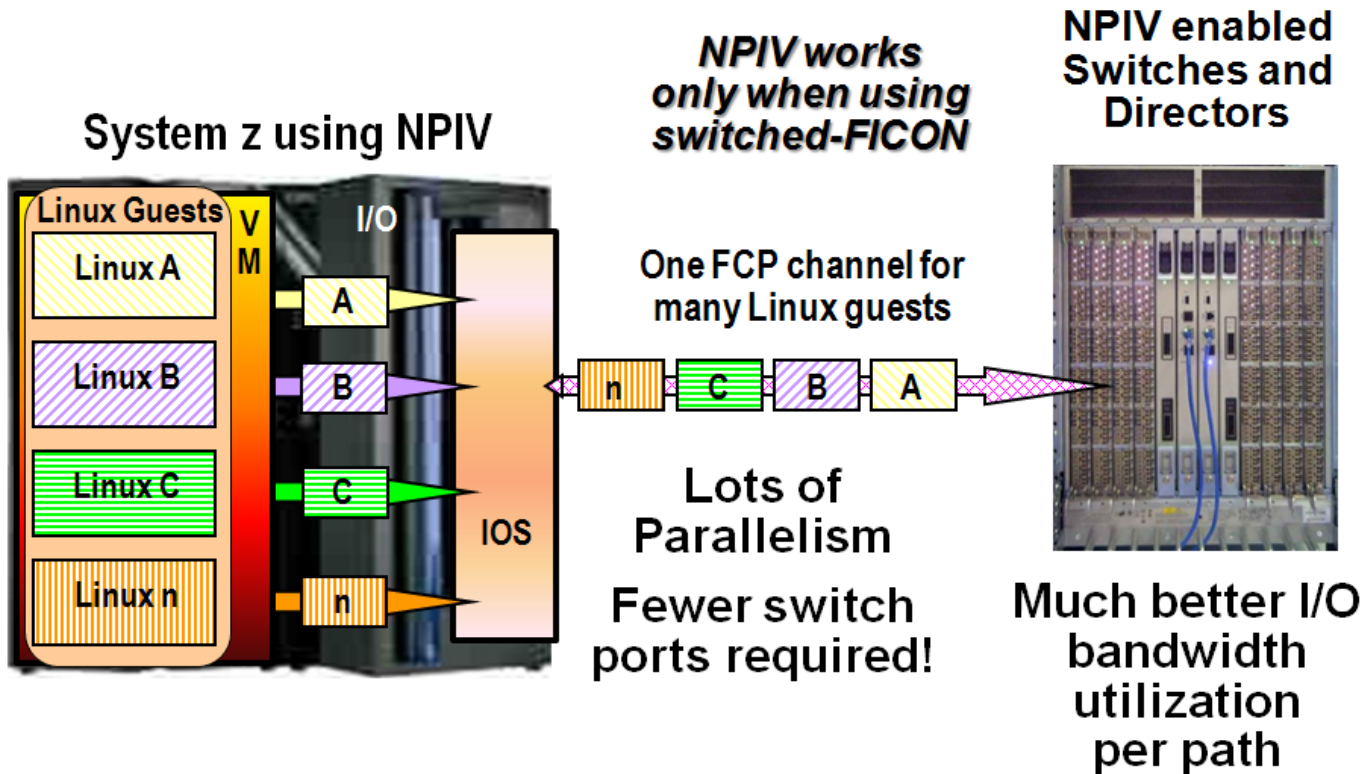 System z using NPIV
Linux Guests
Linux A
Linux B
Linux C
Linux n
V
M
I/O
A
B
C
n
IOS
NPIV works
only when using
switched-FICON
One FCP channel for
many Linux guests
n
C
B
A
Lots of
Parallelism
Fewer switch
ports required!
NPIV enabled
Switches and
Directors
Much better I/O
bandwidth
utilization
per path